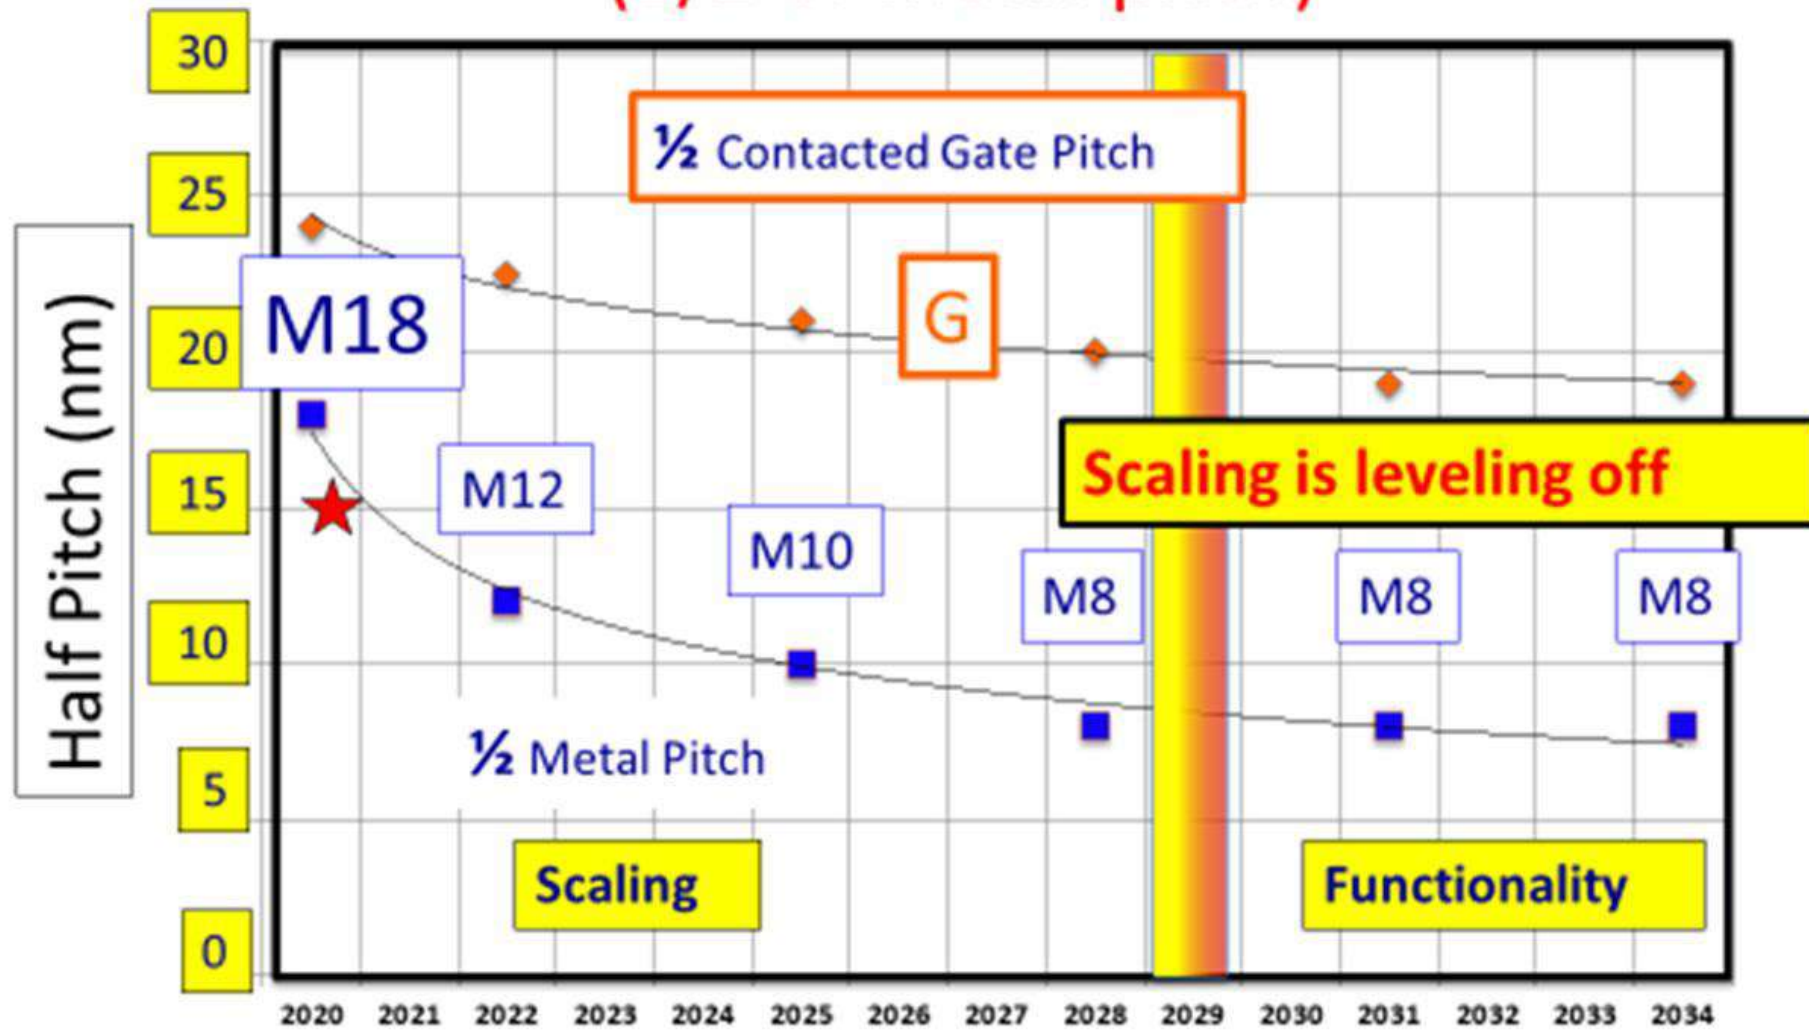 30
½ Contacted Gate Pitch
25
M18
G
20
Half Pitch (nm)
Scaling is leveling off
M12
15
M10
M8
M8
M8
10
½ Metal Pitch
5
Scaling
Functionality
0
2020 2021 2022 2023 2024 2025 2026 2027 2028 2029 2030 2031 2032 2033 2034